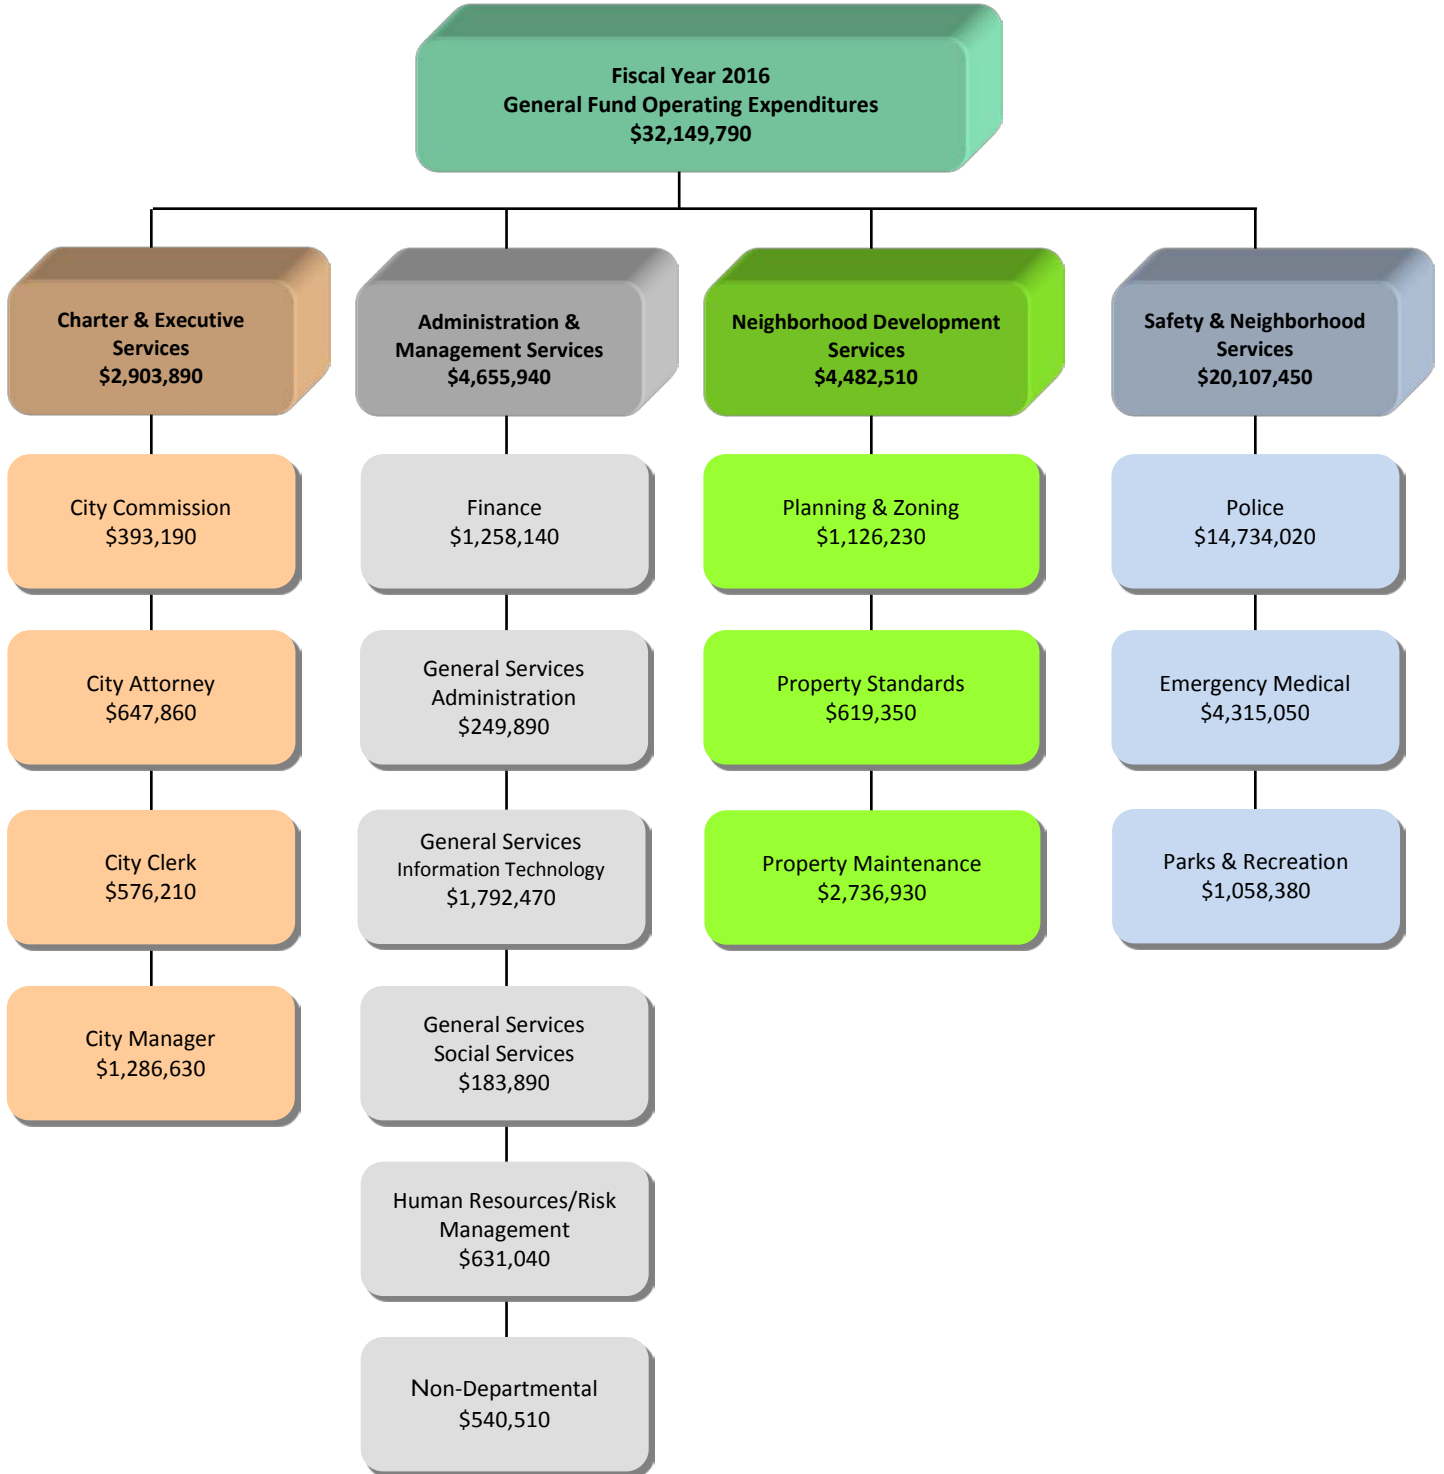 Fiscal Year 2016
General Fund Operating Expenditures
$32,149,790
Charter & Executive
Services
$2,903,890
City Commission
$393,190
City Attorney
$647,860
City Clerk
$576,210
City Manager
$1,286,630
Administration &
Management Services
$4,655,940
Finance
$1,258,140
General Services
Administration
$249,890
General Services
Information Technology
$1,792,470
General Services
Social Services
$183,890
Human Resources/Risk
Management
$631,040
Non-Departmental
$540,510
Neighborhood Development
Services
$4,482,510
Planning & Zoning
$1,126,230
Property Standards
$619,350
Property Maintenance
$2,736,930
Safety & Neighborhood
Services
$20,107,450
Police
$14,734,020
Emergency Medical
$4,315,050
Parks & Recreation
$1,058,380